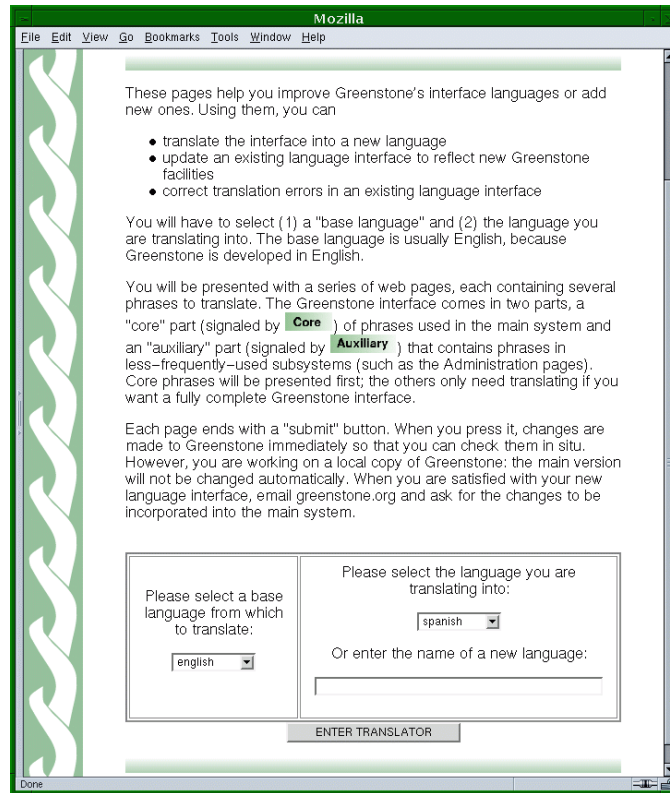 Mozilla
File Edit View Go Bookmarks Tools Window Help
These pages help you improve Greenstone's interface languages or add
new ones. Using them, you can
• translate the interface into a new language
• update an existing language interface to reflect new Greenstone
facilities
• correct translation errors in an existing language interface
You will have to select (1) a "base language" and (2) the language you
are translating into. The base language is usually English, because
Greenstone is developed in English.
You will be presented with a series of web pages, each containing several
phrases to translate. The Greenstone interface comes in two parts, a
"core" part (signaled by Core ) of phrases used in the main system and
an "auxiliary" part (signaled by Auxiliary ) that contains phrases in
less-frequently-used subsystems (such as the Administration pages).
Core phrases will be presented first; the others only need translating if you
want a fully complete Greenstone interface.
Each page ends with a "submit" button. When you press it, changes are
made to Greenstone immediately so that you can check them in situ.
However, you are working on a local copy of Greenstone: the main version
will not be changed automatically. When you are satisfied with your new
language interface, email greenstone.org and ask for the changes to be
incorporated into the main system.
Please select a base
language from which
to translate:
english
Please select the language you are
translating into:
spanish
Or enter the name of a new language:
ENTER TRANSLATOR
Done